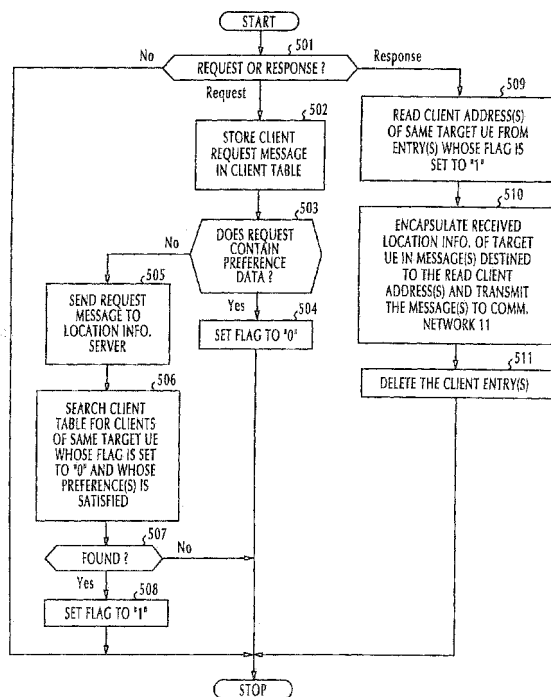 START
501
No
REQUEST OR RESPONSE ?
Response
Request
502
STORE CLIENT
REQUEST MESSAGE
IN CLIENT TABLE
503
DOES REQUEST
CONTAIN
PREFERENCE
DATA ?
No
Yes
504
SET FLAG TO "0"
505
SEND REQUEST
MESSAGE TO
LOCATION INFO.
SERVER
506
SEARCH CLIENT
TABLE FOR CLIENTS
OF SAME TARGET UE
WHOSE FLAG IS SET
TO "0" AND WHOSE
PREFERENCE(S) IS
SATISFIED
507
FOUND ?
No
Yes
508
SET FLAG TO "1"
509
READ CLIENT ADDRESS(S)
OF SAME TARGET UE FROM
ENTRY(S) WHOSE FLAG IS
SET TO "1"
510
ENCAPSULATE RECEIVED
LOCATION INFO. OF TARGET
UE IN MESSAGE(S) DESTINED
TO THE READ CLIENT
ADDRESS(S) AND TRANSMIT
THE MESSAGE(S) TO COMM.
NETWORK 11
511
DELETE THE CLIENT ENTRY(S)
STOP